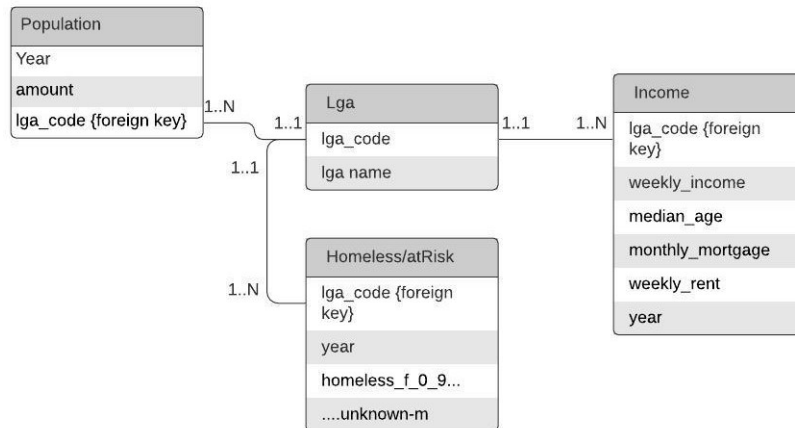 Population
Year
amount
lga_code {foreign key}
1..N
1..1
Lga
lga_code
lga name
1..1
1..N
Income
lga_code {foreign
key}
weekly_income
median_age
monthly_mortgage
weekly_rent
year
1..1
1..N
Homeless/atRisk
lga_code {foreign
key}
year
homeless_f_0_9...
....unknown-m